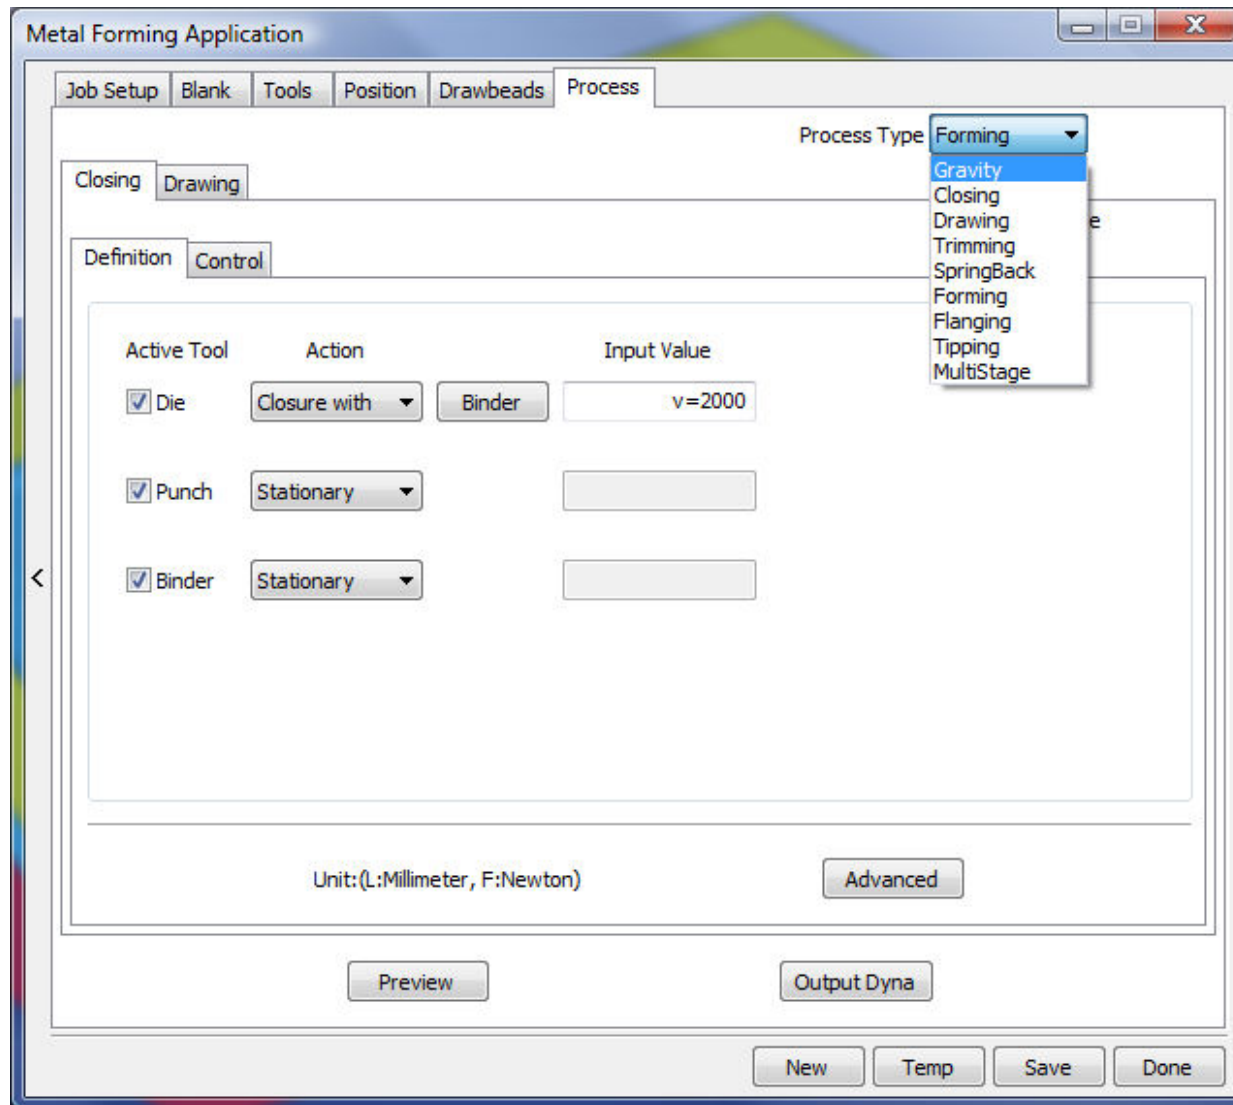 Metal Forming Application
Job Setup Blank Tools Position Drawbeads Process
Process Type Forming
Gravity
Closing
Drawing
Trimming
SpringBack
Forming
Flanging
Tipping
MultiStage
Closing Drawing
Definition Control
Active Tool Action Input Value
Die Closure with Binder v=2000
Punch Stationary
Binder Stationary
<
Unit:(L:Millimeter, F:Newton) Advanced
Preview Output Dyna
New Temp Save Done